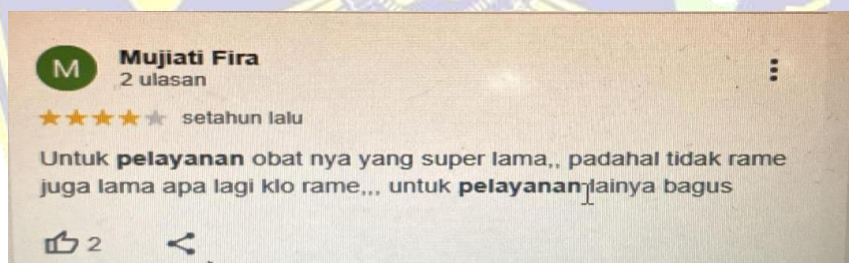 M
Mujiati Fira
2 ulasan
setahun lalu
Untuk pelayanan obat nya yang super lama,, padahal tidak rame
juga lama apa lagi klo rame,,, untuk pelayanan lainya bagus
2